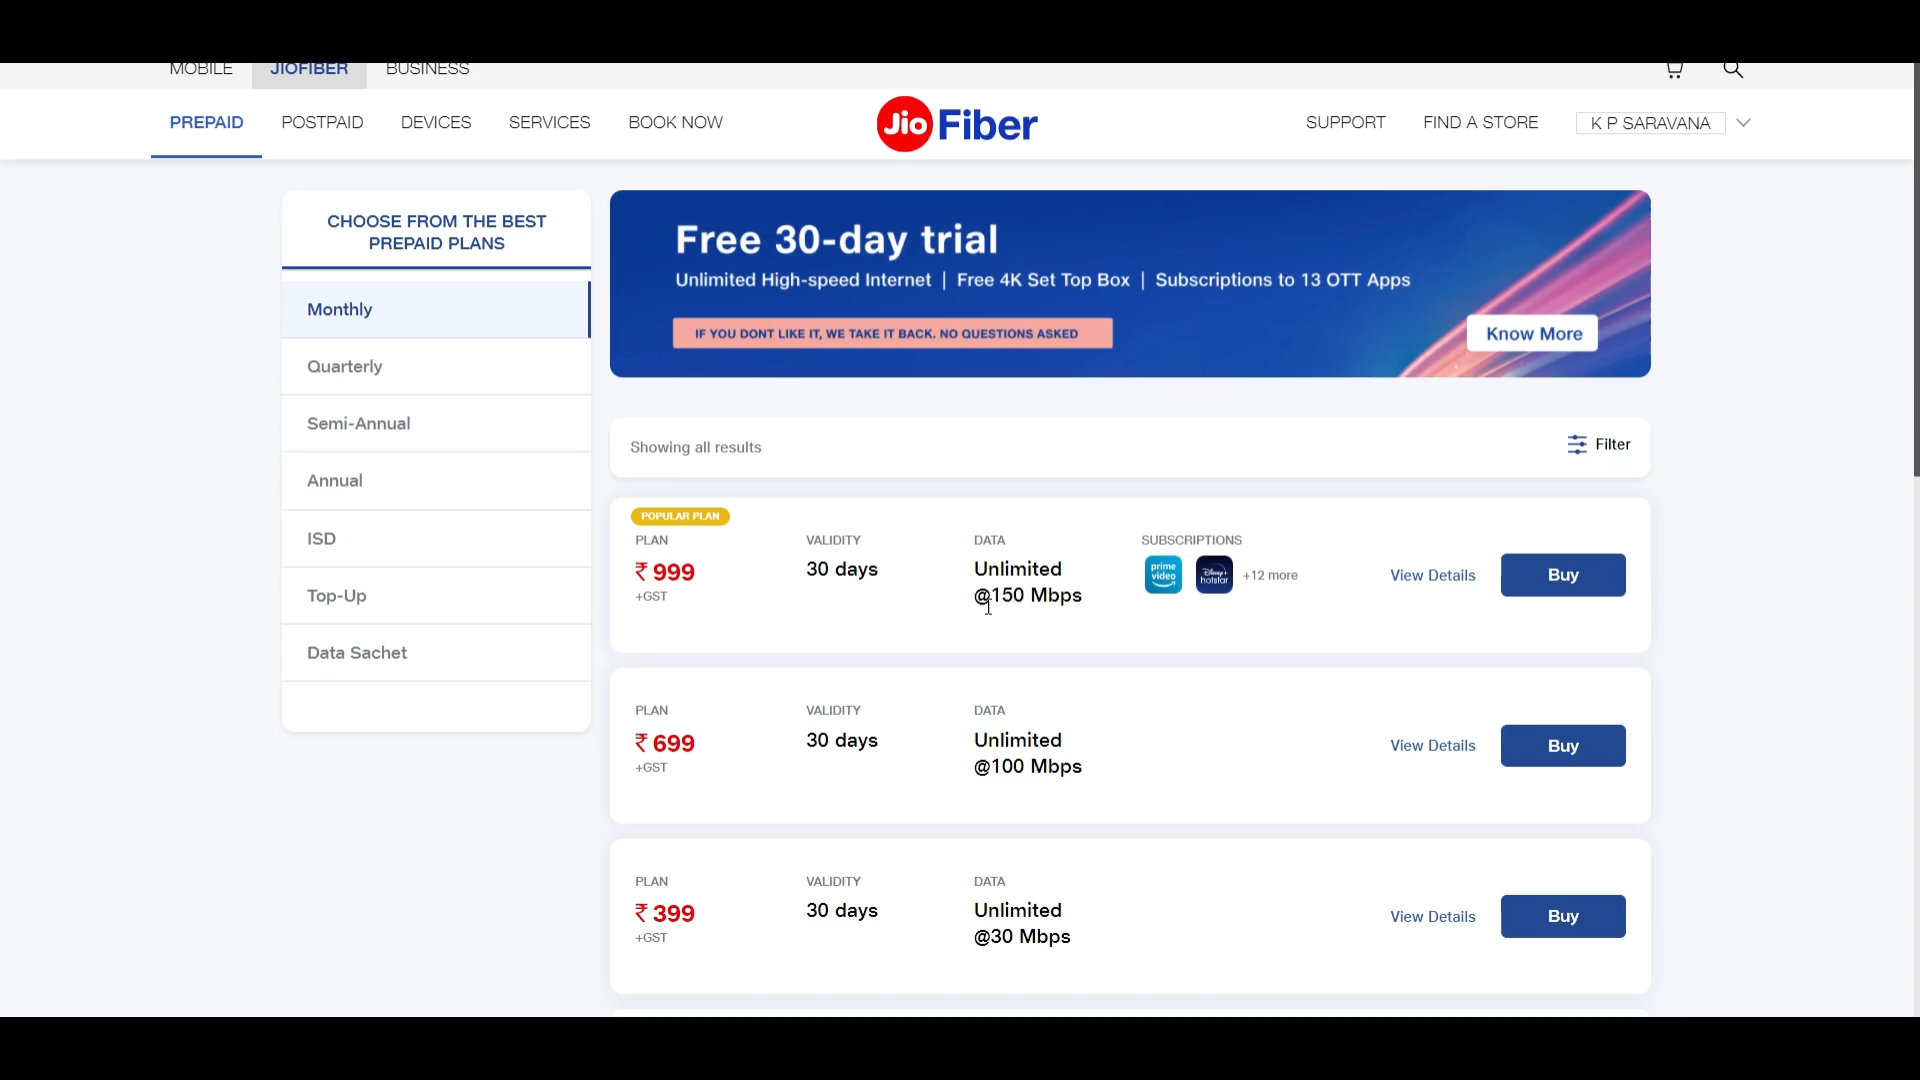 MOBILE JIOFIBER BUSINESS
PREPAID POSTPAID DEVICES SERVICES BOOK NOW Jio Fiber SUPPORT FIND A STORE K P SARAVANA
CHOOSE FROM THE BEST
PREPAID PLANS
Monthly
Quarterly
Semi-Annual
Annual
ISD
Top-Up
Data Sachet
Free 30-day trial
Unlimited High-speed Internet | Free 4K Set Top Box | Subscriptions to 13 OTT Apps
IF YOU DONT LIKE IT, WE TAKE IT BACK. NO QUESTIONS ASKED
Know More
Showing all results Filter
POPULAR PLAN
PLAN VALIDITY DATA SUBSCRIPTIONS
₹ 999 30 days Unlimited
@150 Mbps
+GST
prime video
Disney+ hotstar
+12 more
View Details Buy
PLAN VALIDITY DATA
₹ 699 30 days Unlimited
@100 Mbps
+GST
View Details Buy
PLAN VALIDITY DATA
₹ 399 30 days Unlimited
@30 Mbps
+GST
View Details Buy